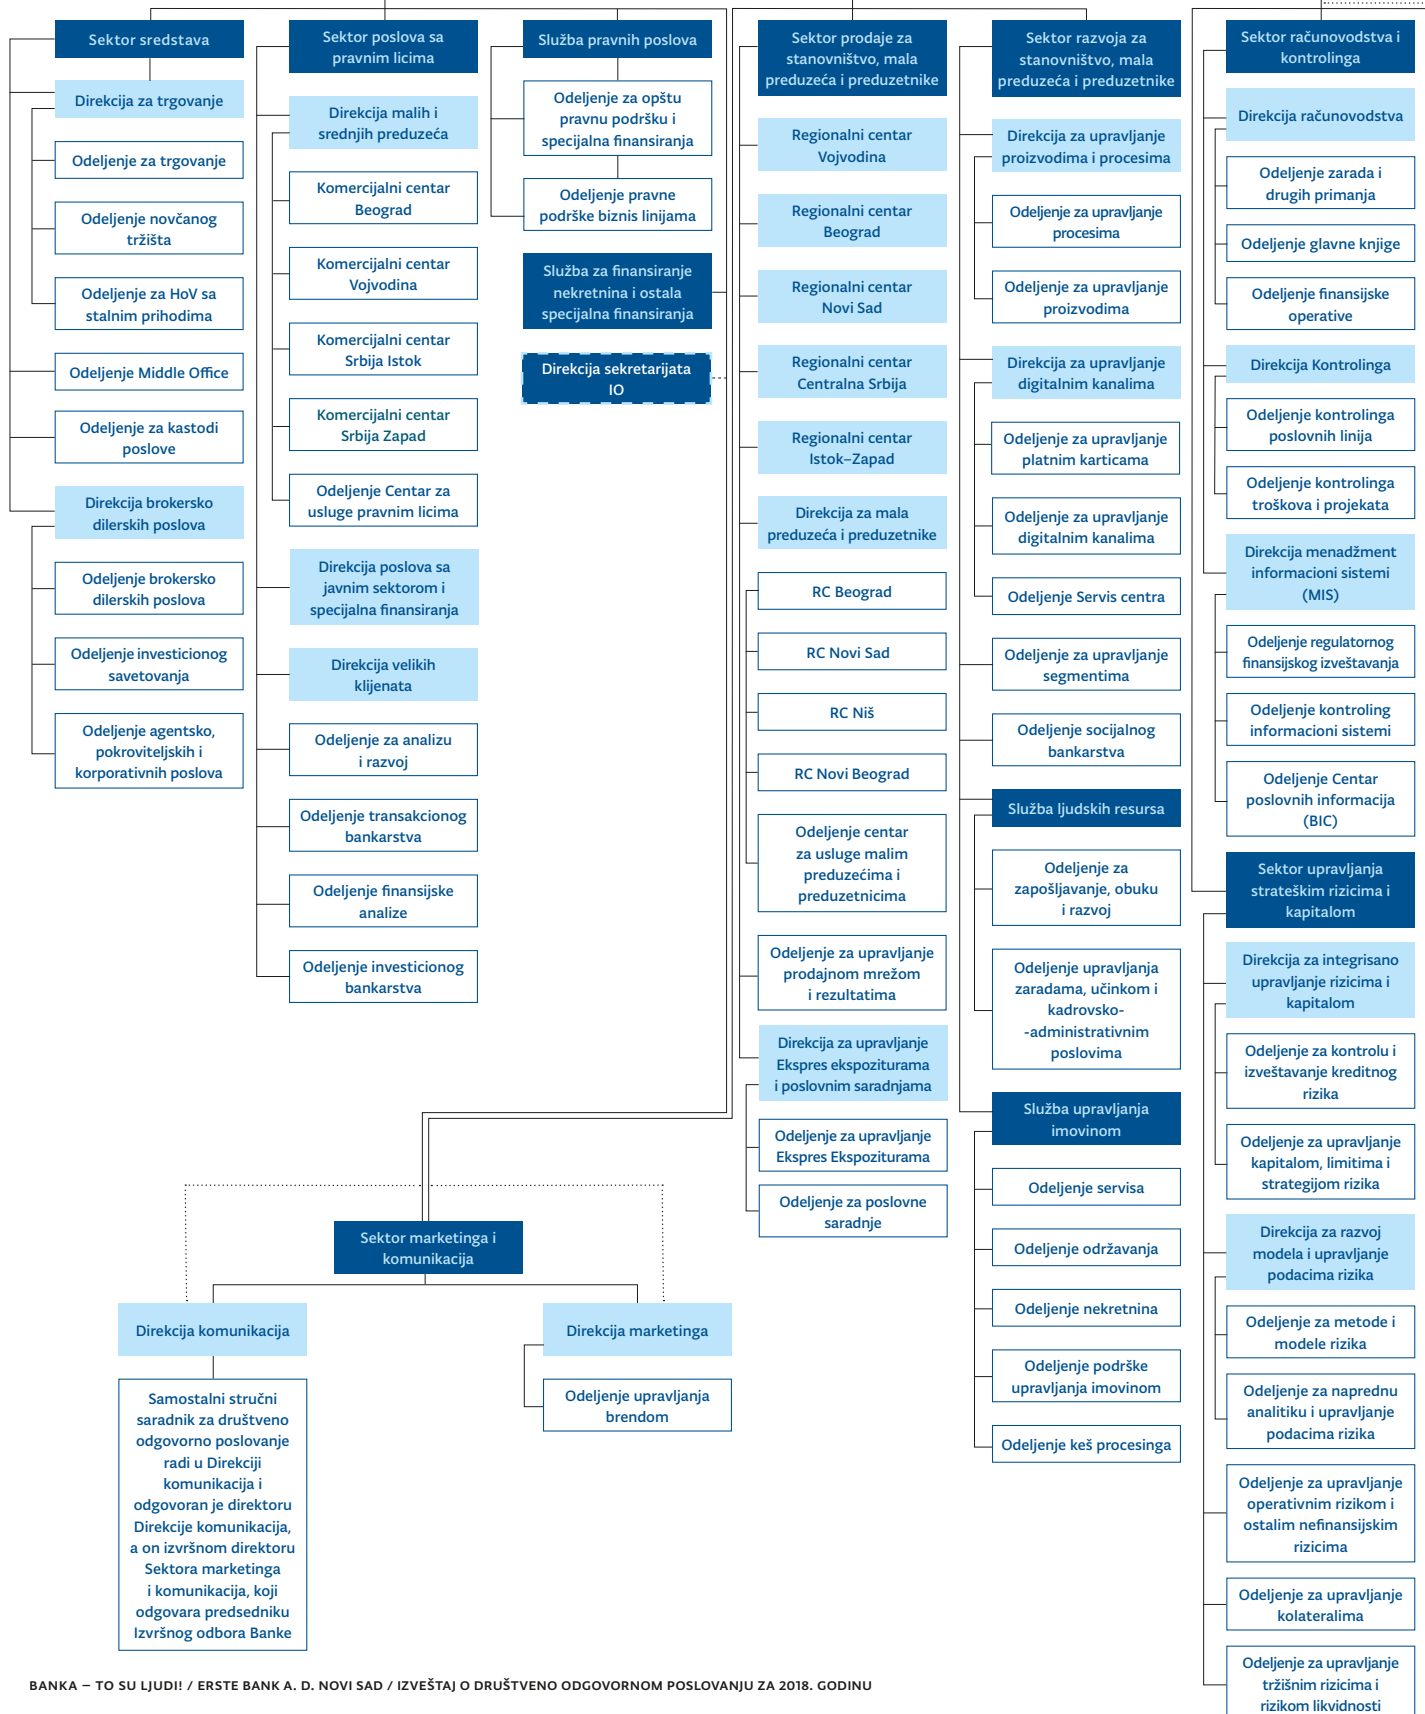 Sektor sredstava
Direkcija za trgovanje
Odeljenje za trgovanje
Odeljenje novčanog
tržišta
Odeljenje za HoV sa
stalnim prihodima
Odeljenje Middle Office
Odeljenje za kastodi
poslove
Direkcija brokersko
dilerskih poslova
Odeljenje brokersko
dilerskih poslova
Odeljenje investicionog
savetovanja
Odeljenje agentsko,
pokroviteljskih i
korporativnih poslova
Sektor poslova sa
pravnim licima
Direkcija malih i
srednjih preduzeća
Komercijalni centar
Beograd
Komercijalni centar
Vojvodina
Komercijalni centar
Srbija Istok
Komercijalni centar
Srbija Zapad
Odeljenje Centar za
usluge pravnim licima
Direkcija poslova sa
javnim sektorom i
specijalna finansiranja
Direkcija velikih
klijenata
Odeljenje za analizu
i razvoj
Odeljenje transakcionog
bankarstva
Odeljenje finansijske
analize
Odeljenje investicionog
bankarstva
Služba pravnih poslova
Odeljenje za opštu
pravnu podršku i
specijalna finansiranja
Odeljenje pravne
podrške biznis linijama
Služba za finansiranje
nekretnina i ostala
specijalna finansiranja
Direkcija sekretarijata
IO
Sektor prodaje za
stanovništvo, mala
preduzeća i preduzetnike
Regionalni centar
Vojvodina
Regionalni centar
Beograd
Regionalni centar
Novi Sad
Regionalni centar
Centralna Srbija
Regionalni centar
Istok–Zapad
Direkcija za mala
preduzeća i preduzetnike
RC Beograd
RC Novi Sad
RC Niš
RC Novi Beograd
Odeljenje centar
za usluge malim
preduzećima i
preduzetnicima
Odeljenje za upravljanje
prodajnom mrežom
i rezultatima
Direkcija za upravljanje
Ekspres ekspoziturama
i poslovnim saradnjama
Odeljenje za upravljanje
Ekspres Ekspoziturama
Odeljenje za poslovne
saradnje
Sektor razvoja za
stanovništvo, mala
preduzeća i preduzetnike
Direkcija za upravljanje
proizvodima i procesima
Odeljenje za upravljanje
procesima
Odeljenje za upravljanje
proizvodima
Direkcija za upravljanje
digitalnim kanalima
Odeljenje za upravljanje
platnim karticama
Odeljenje za upravljanje
digitalnim kanalima
Odeljenje Servis centra
Odeljenje za upravljanje
segmentima
Odeljenje socijalnog
bankarstva
Služba ljudskih resursa
Odeljenje za
zapošljavanje, obuku
i razvoj
Odeljenje upravljanja
zaradama, učinkom i
kadrovsko-
-administrativnim
poslovima
Služba upravljanja
imovinom
Odeljenje servisa
Odeljenje održavanja
Odeljenje nekretnina
Odeljenje podrške
upravljanja imovinom
Odeljenje keš procesinga
Sektor računovodstva i
kontrolinga
Direkcija računovodstva
Odeljenje zarada i
drugih primanja
Odeljenje glavne knjige
Odeljenje finansijske
operative
Direkcija Kontrolinga
Odeljenje kontrolinga
poslovnih linija
Odeljenje kontrolinga
troškova i projekata
Direkcija menadžment
informacioni sistemi
(MIS)
Odeljenje regulatornog
finansijskog izveštavanja
Odeljenje kontroling
informacioni sistemi
Odeljenje Centar
poslovnih informacija
(BIC)
Sektor upravljanja
strateškim rizicima i
kapitalom
Direkcija za integrisano
upravljanje rizicima i
kapitalom
Odeljenje za kontrolu i
izveštavanje kreditnog
rizika
Odeljenje za upravljanje
kapitalom, limitima i
strategijom rizika
Direkcija za razvoj
modela i upravljanje
podacima rizika
Odeljenje za metode i
modele rizika
Odeljenje za naprednu
analitiku i upravljanje
podacima rizika
Odeljenje za upravljanje
operativnim rizikom i
ostalim nefinansijskim
rizicima
Odeljenje za upravljanje
kolateralima
Odeljenje za upravljanje
tržišnim rizicima i
rizikom likvidnosti
Sektor marketinga i
komunikacija
Direkcija komunikacija
Samostalni stručni
saradnik za društveno
odgovorno poslovanje
radi u Direkciji
komunikacija i
odgovoran je direktoru
Direkcije komunikacija,
a on izvršnom direktoru
Sektora marketinga
i komunikacija, koji
odgovara predsedniku
Izvršnog odbora Banke
Direkcija marketinga
Odeljenje upravljanja
brendom
BANKA – TO SU LJUDI! / ERSTE BANK A. D. NOVI SAD / IZVEŠTAJ O DRUŠTVENO ODGOVORNOM POSLOVANJU ZA 2018. GODINU